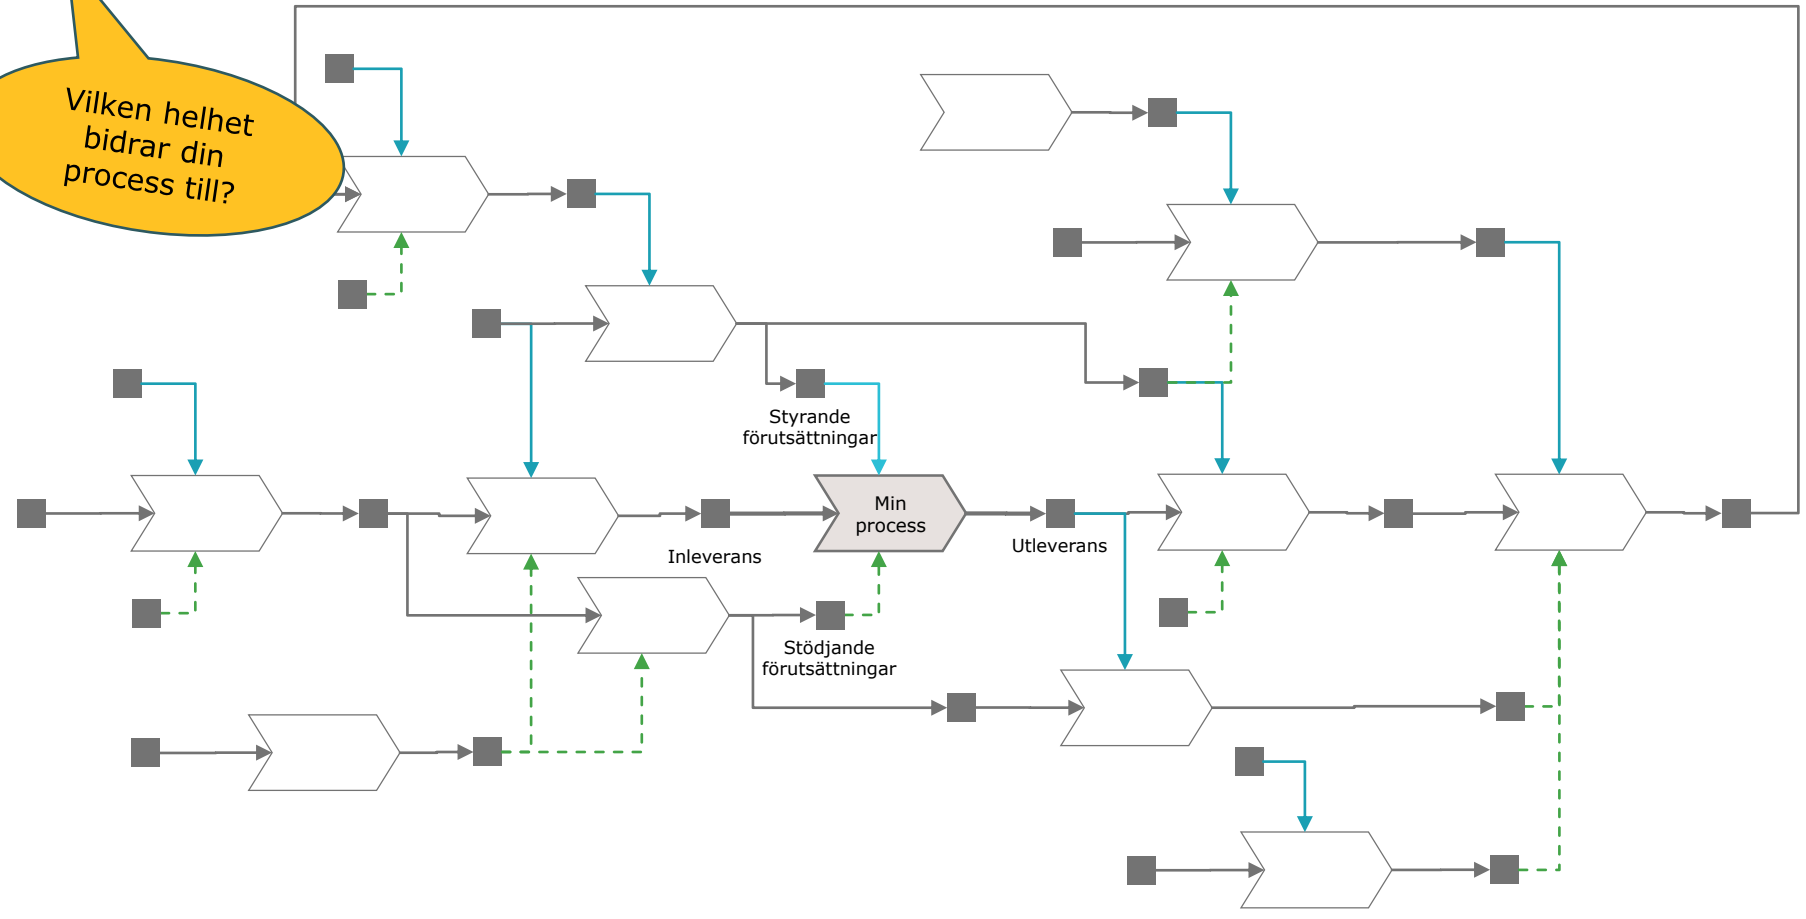 Vilken helhet
bidrar din
process till?
Styrande
förutsättningar
Min
process
Inleverans
Utleverans
Stödjande
förutsättningar